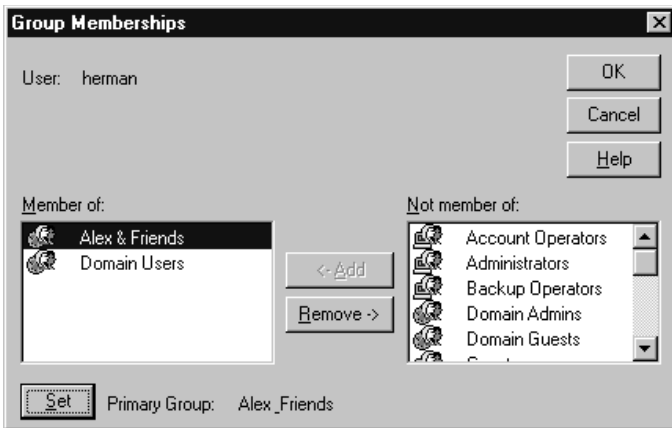 Group Memberships
User: herman
OK
Cancel
Help
Member of:
Alex & Friends
Domain Users
<-Add
Remove ->
Not member of:
Account Operators
Administrators
Backup Operators
Domain Admins
Domain Guests
Set
Primary Group: Alex_Friends